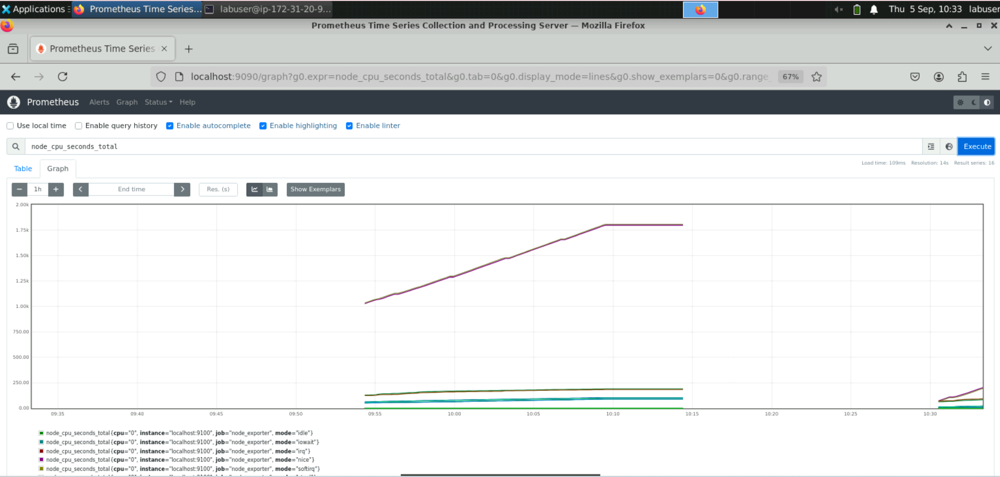 Applications
Prometheus Time Series...
labuser@ip-172-31-20-9...
Thu 5 Sep, 10:33 labuser
Prometheus Time Series Collection and Processing Server — Mozilla Firefox
Prometheus Time Series
localhost:9090/graph?g0.expr=node_cpu_seconds_total&g0.tab=0&g0.display_mode=lines&g0.show_exemplars=0&g0.range_
67%
Prometheus Alerts Graph Status Help
Use local time Enable query history Enable autocomplete Enable highlighting Enable linter
node_cpu_seconds_total
Execute
Table Graph
Load time: 109ms Resolution: 14s Result series: 16
− 1h + < End time > Res. (s) Show Exemplars
2.00k
1.75k
1.50k
1.25k
1.00k
750.00
500.00
250.00
0.00
09:35 09:40 09:45 09:50 09:55 10:00 10:05 10:10 10:15 10:20 10:25 10:30
node_cpu_seconds_total{cpu="0", instance="localhost:9100", job="node_exporter", mode="idle"}
node_cpu_seconds_total{cpu="0", instance="localhost:9100", job="node_exporter", mode="iowait"}
node_cpu_seconds_total{cpu="0", instance="localhost:9100", job="node_exporter", mode="irq"}
node_cpu_seconds_total{cpu="0", instance="localhost:9100", job="node_exporter", mode="nice"}
node_cpu_seconds_total{cpu="0", instance="localhost:9100", job="node_exporter", mode="softirq"}